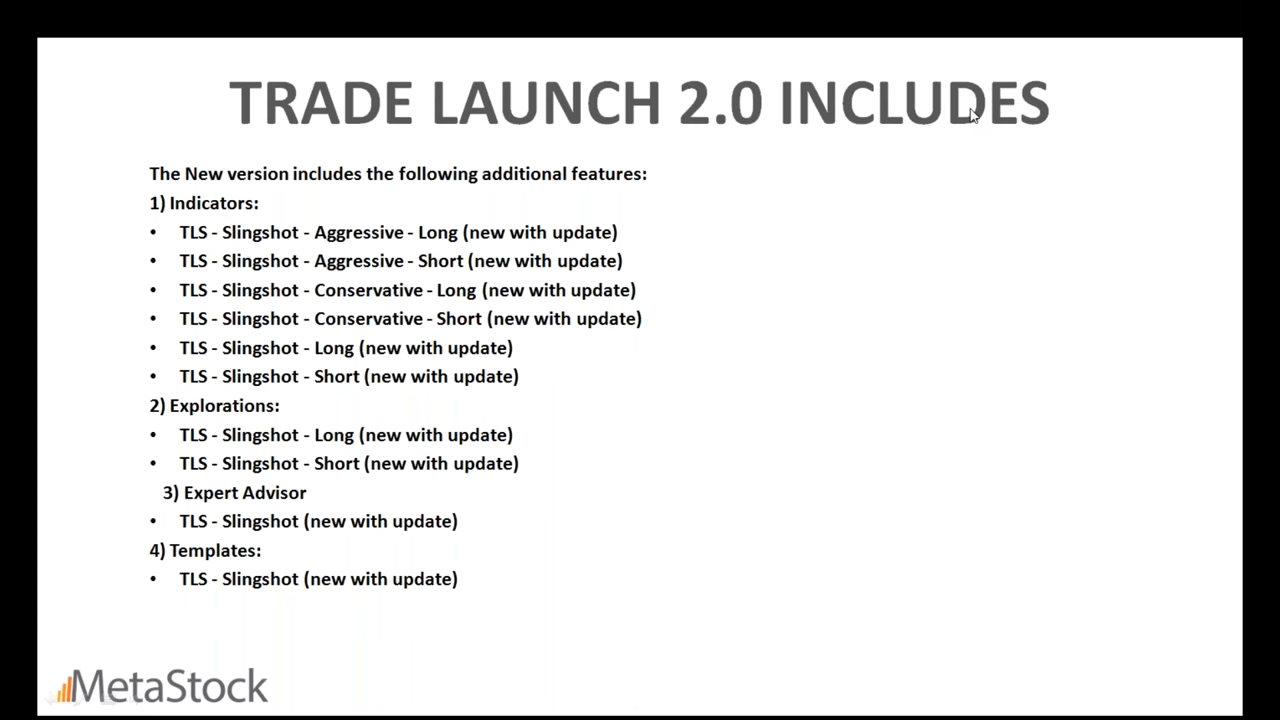 TRADE LAUNCH 2.0 INCLUDES
The New version includes the following additional features:
1) Indicators:
• TLS - Slingshot - Aggressive - Long (new with update)
• TLS - Slingshot - Aggressive - Short (new with update)
• TLS - Slingshot - Conservative - Long (new with update)
• TLS - Slingshot - Conservative - Short (new with update)
• TLS - Slingshot - Long (new with update)
• TLS - Slingshot - Short (new with update)
2) Explorations:
• TLS - Slingshot - Long (new with update)
• TLS - Slingshot - Short (new with update)
3) Expert Advisor
• TLS - Slingshot (new with update)
4) Templates:
• TLS - Slingshot (new with update)
MetaStock